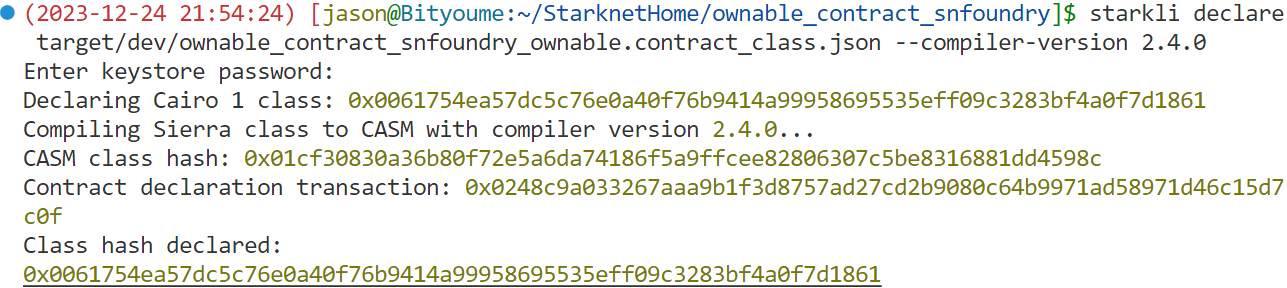 (2023-12-24 21:54:24) [jason@Bityoume:~/StarknetHome/ownable_contract_snfoundry]$ starkli declare
target/dev/ownable_contract_snfoundry_ownable.contract_class.json --compiler-version 2.4.0
Enter keystore password:
Declaring Cairo 1 class: 0x0061754ea57dc5c76e0a40f76b9414a99958695535eff09c3283bf4a0f7d1861
Compiling Sierra class to CASM with compiler version 2.4.0...
CASM class hash: 0x01cf30830a36b80f72e5a6da74186f5a9ffcee82806307c5be8316881dd4598c
Contract declaration transaction: 0x0248c9a033267aaa9b1f3d8757ad27cd2b9080c64b9971ad58971d46c15d7
c0f
Class hash declared:
0x0061754ea57dc5c76e0a40f76b9414a99958695535eff09c3283bf4a0f7d1861